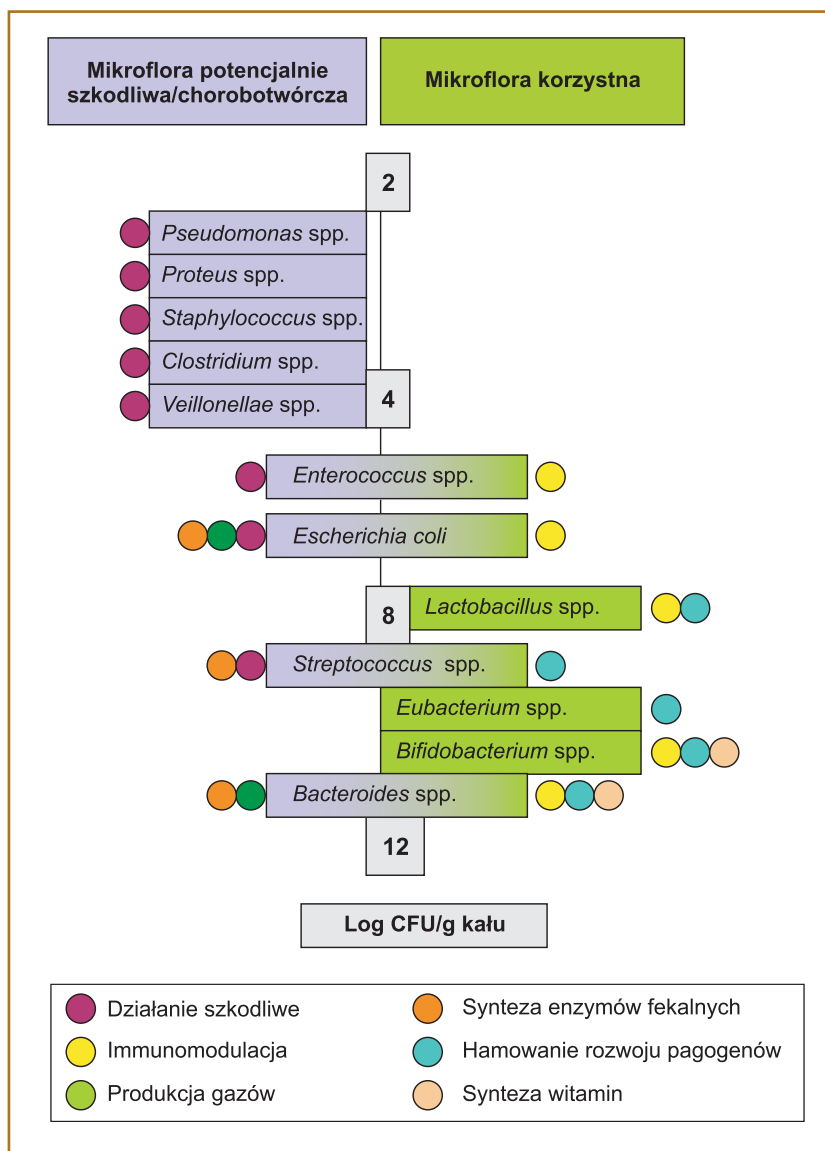 Mikroflora potencjalnie
szkodliwa/chorobotwórcza
Mikroflora korzystna
2
Pseudomonas spp.
Proteus spp.
Staphylococcus spp.
Clostridium spp.
4
Veillonellae spp.
Enterococcus spp.
Escherichia coli
Lactobacillus spp.
8
Streptococcus spp.
Eubacterium spp.
Bifidobacterium spp.
Bacteroides spp.
12
Log CFU/g kału
Działanie szkodliwe
Immunomodulacja
Produkcja gazów
Synteza enzymów fekalnych
Hamowanie rozwoju pagogenów
Synteza witamin